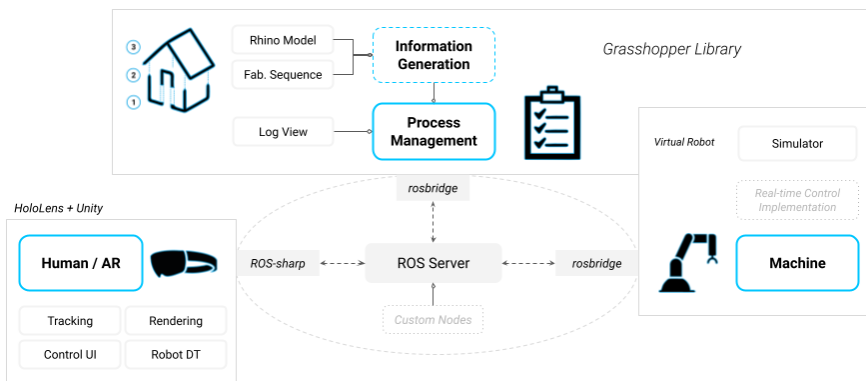 Grasshopper Library
3
2
1
Rhino Model
Fab. Sequence
Information
Generation
Log View
Process
Management
Virtual Robot
Simulator
Real-time Control
Implementation
Machine
rosbridge
HoloLens + Unity
Human / AR
ROS-sharp
ROS Server
rosbridge
Custom Nodes
Tracking
Rendering
Control UI
Robot DT